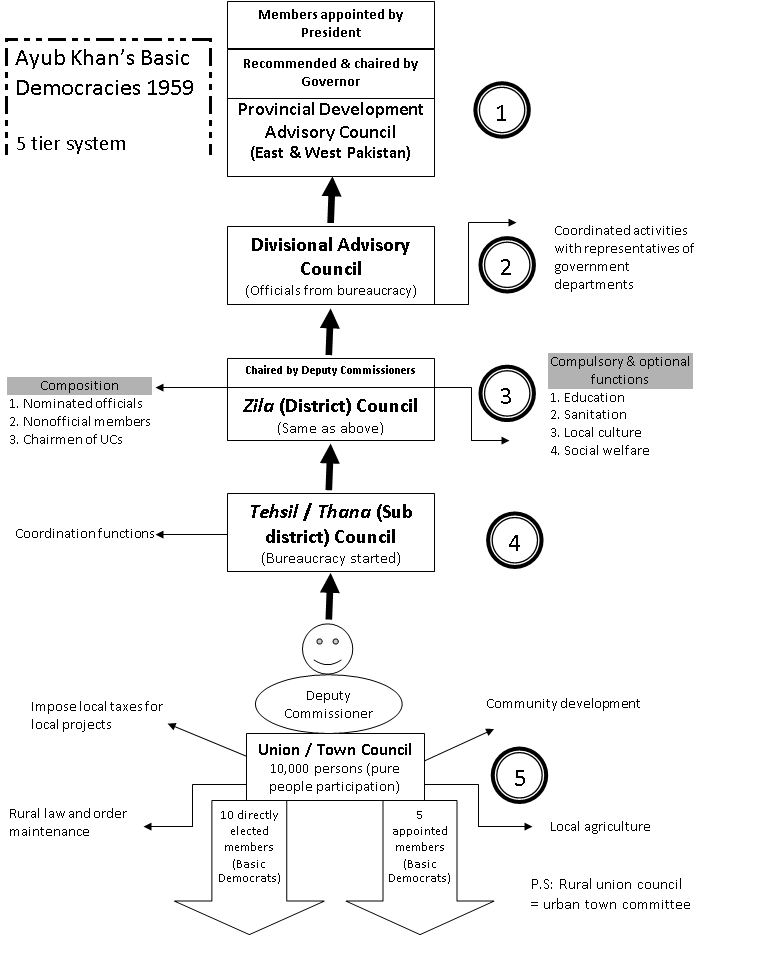 Ayub Khan's Basic
Democracies 1959
5 tier system
Members appointed by
President
Recommended & chaired by
Governor
Provincial Development
Advisory Council
(East & West Pakistan)
1
Divisional Advisory
Council
(Officials from bureaucracy)
2
Coordinated activities
with representatives of
government
departments
Chaired by Deputy Commissioners
Zila (District) Council
(Same as above)
Composition
1. Nominated officials
2. Nonofficial members
3. Chairmen of UCs
3
Compulsory & optional
functions
1. Education
2. Sanitation
3. Local culture
4. Social welfare
Tehsil / Thana (Sub
district) Council
(Bureaucracy started)
Coordination functions
4
Deputy
Commissioner
Union / Town Council
10,000 persons (pure
people participation)
Impose local taxes for
local projects
Community development
5
Rural law and order
maintenance
Local agriculture
10 directly
elected
members
(Basic
Democrats)
5
appointed
members
(Basic
Democrats)
P.S: Rural union council
= urban town committee